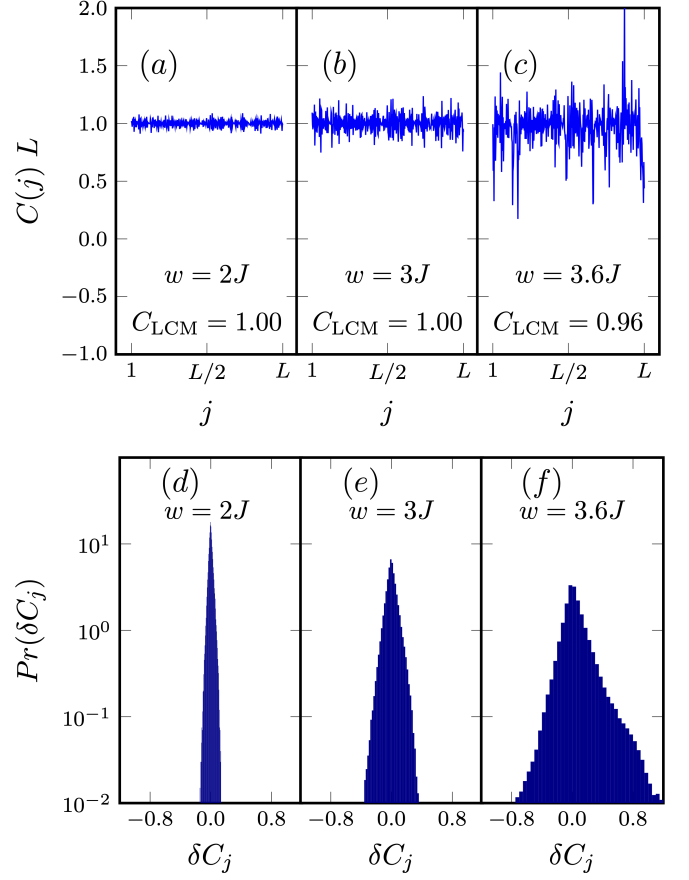 2.0
(a) (b) (c)
1.5
1.0
C(j) L
0.5
0.0
w = 2J w = 3J w = 3.6J
−0.5
C_LCM = 1.00 C_LCM = 1.00 C_LCM = 0.96
−1.0
1 L/2 L 1 L/2 L 1 L/2 L
j j j
(d) (e) (f)
w = 2J w = 3J w = 3.6J
10^1
Pr(δC_j)
10^0
10^−1
10^−2
−0.8 0.0 0.8 −0.8 0.0 0.8 −0.8 0.0 0.8
δC_j δC_j δC_j